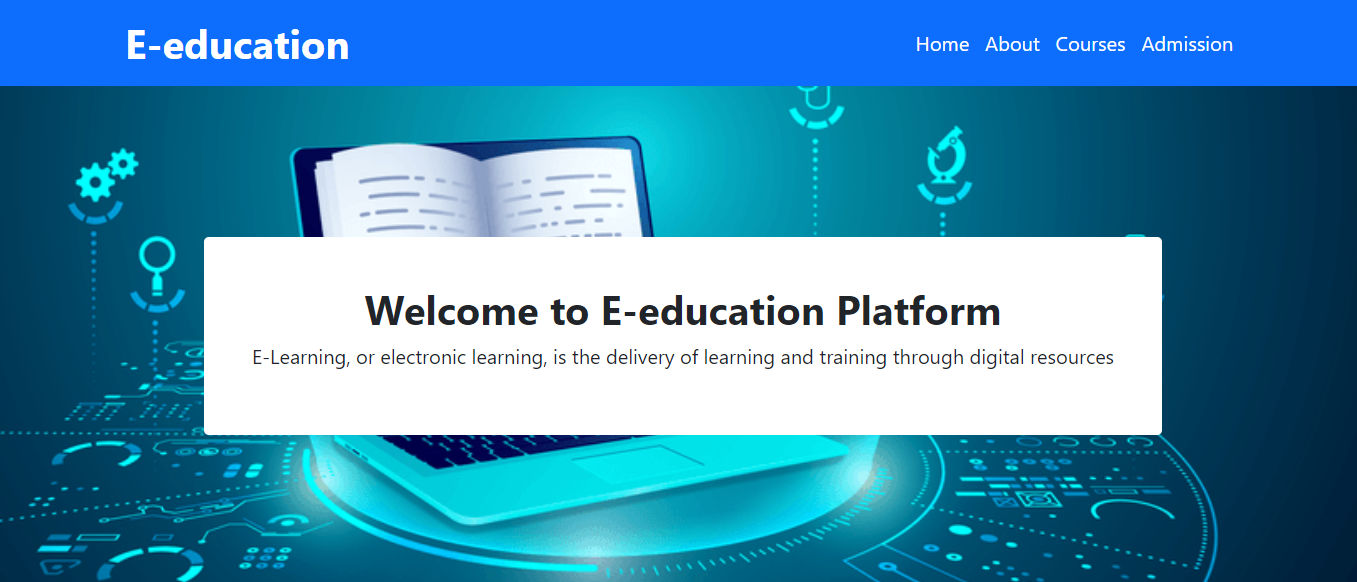 E-education
Home About Courses Admission
Welcome to E-education Platform
E-Learning, or electronic learning, is the delivery of learning and training through digital resources